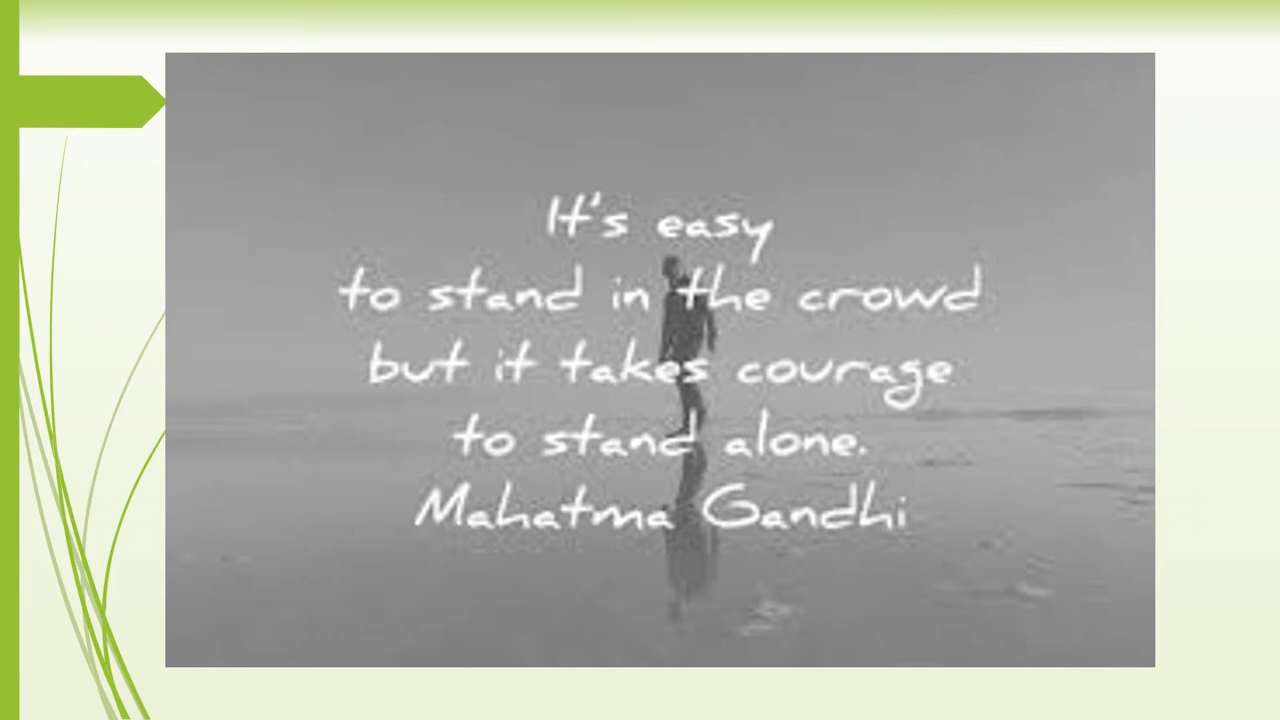 It's easy
to stand in the crowd
but it takes courage
to stand alone.
Mahatma Gandhi